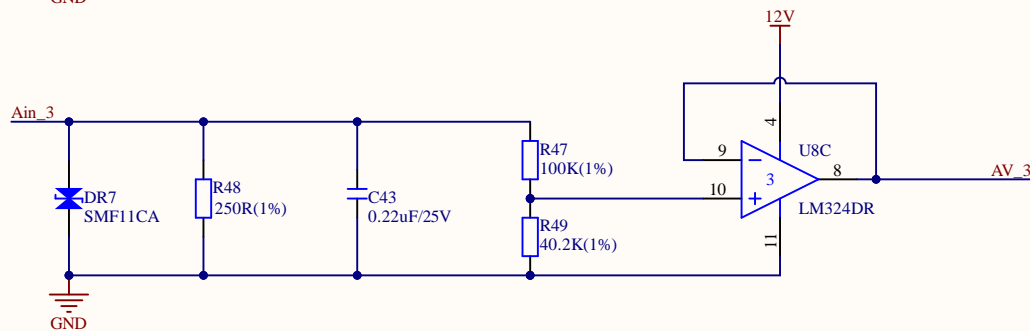 GND
12V
Ain_3
4
R47
100K(1%)
9
U8C
8
AV_3
3
DR7
SMF11CA
R48
250R(1%)
C43
0.22uF/25V
10
LM324DR
R49
40.2K(1%)
11
GND